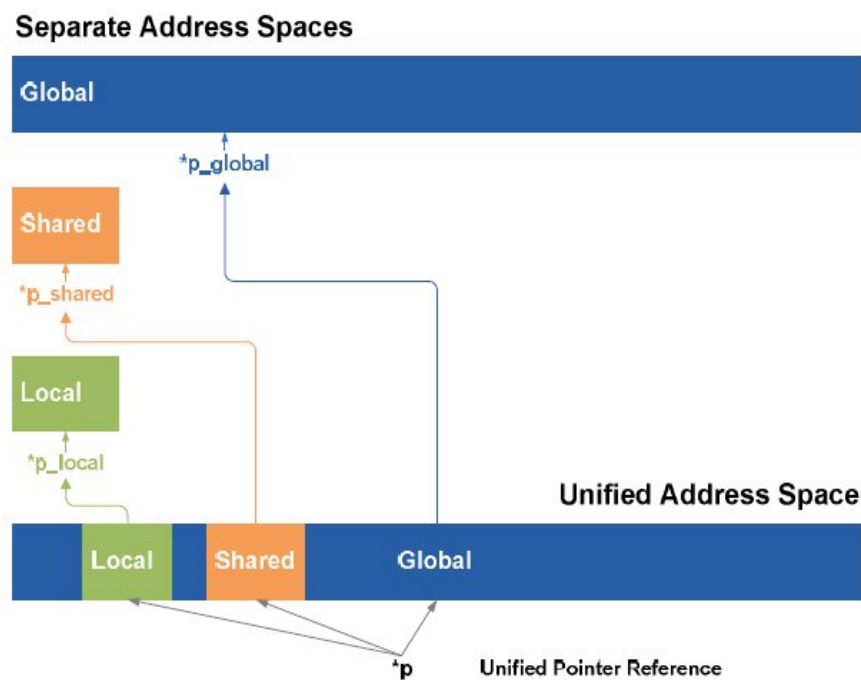 Separate Address Spaces
Global
*p_global
Shared
*p_shared
Local
*p_local
Unified Address Space
Local Shared Global
*p Unified Pointer Reference